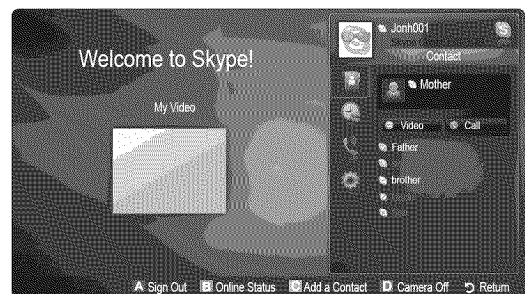 Welcome to Skype!
My Video
Jonh001
Contact
Mother
Video
Call
Father
brother
A Sign Out B Online Status C Add a Contact D Camera Off Return